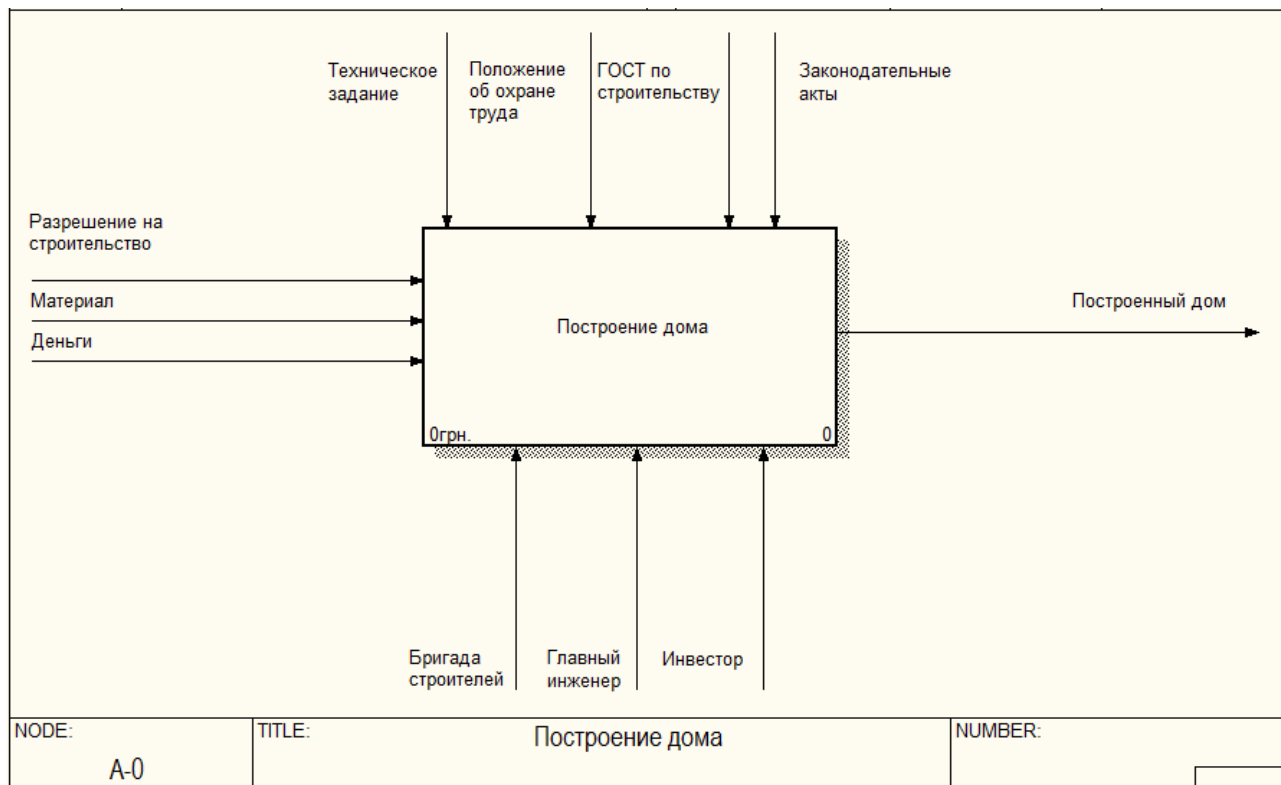 Техническое
задание
Положение
об охране
труда
ГОСТ по
строительству
Законодательные
акты
Разрешение на
строительство
Материал
Деньги
Построение дома
Построенный дом
0грн.
0
Бригада
строителей
Главный
инженер
Инвестор
NODE:
A-0
TITLE:
Построение дома
NUMBER: